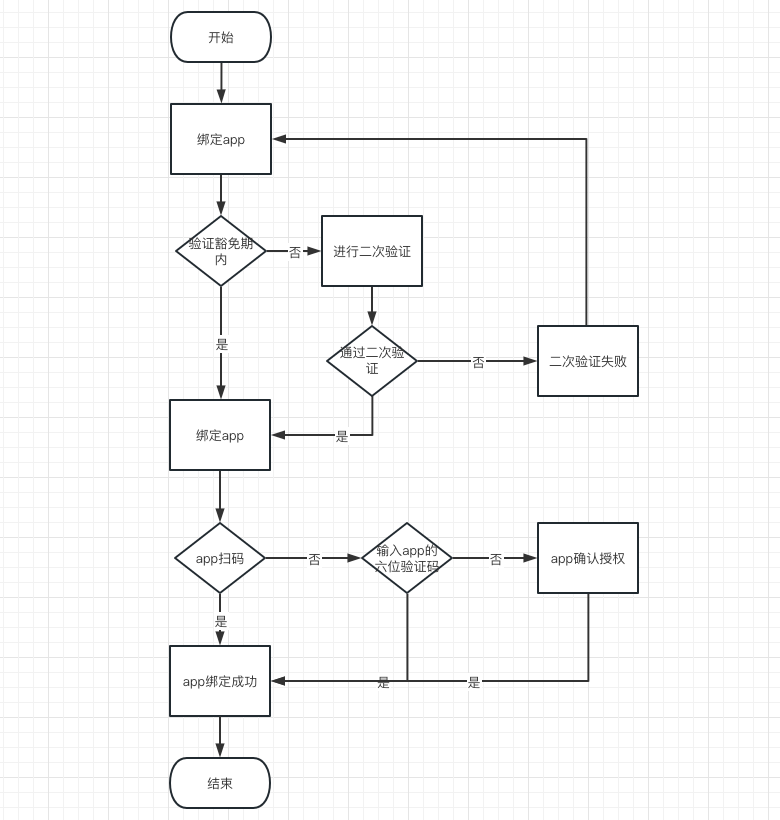 开始
绑定app
验证豁免期
内
否
进行二次验证
是
通过二次验
证
否
二次验证失败
绑定app
是
app扫码
否
输入app的
六位验证码
否
app确认授权
是
app绑定成功
是
是
结束